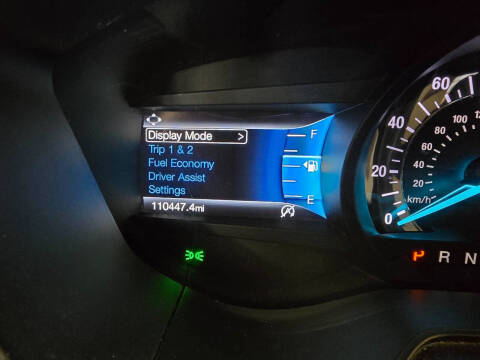 Display Mode >
Trip 1 & 2
Fuel Economy
Driver Assist
Settings
110447.4mi
F
E
60
40
20
0
100
80
60
40
20
km/h
P R N